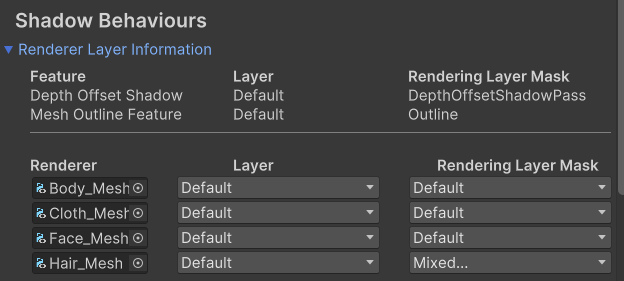 Shadow Behaviours
Renderer Layer Information
Feature Layer Rendering Layer Mask
Depth Offset Shadow Default DepthOffsetShadowPass
Mesh Outline Feature Default Outline
Renderer Layer Rendering Layer Mask
Body_Mesh Default Default
Cloth_Mesh Default Default
Face_Mesh Default Default
Hair_Mesh Default Mixed...